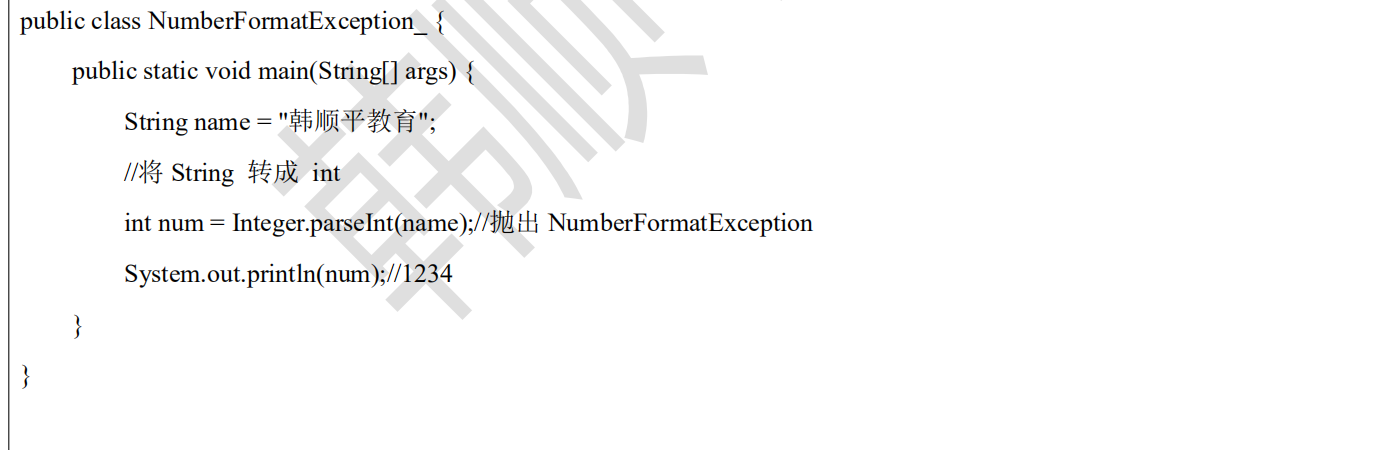 public class NumberFormatException_ {
public static void main(String[] args) {
String name = "韩顺平教育";
//将 String 转成 int
int num = Integer.parseInt(name);//抛出 NumberFormatException
System.out.println(num);//1234
}
}
韩顺